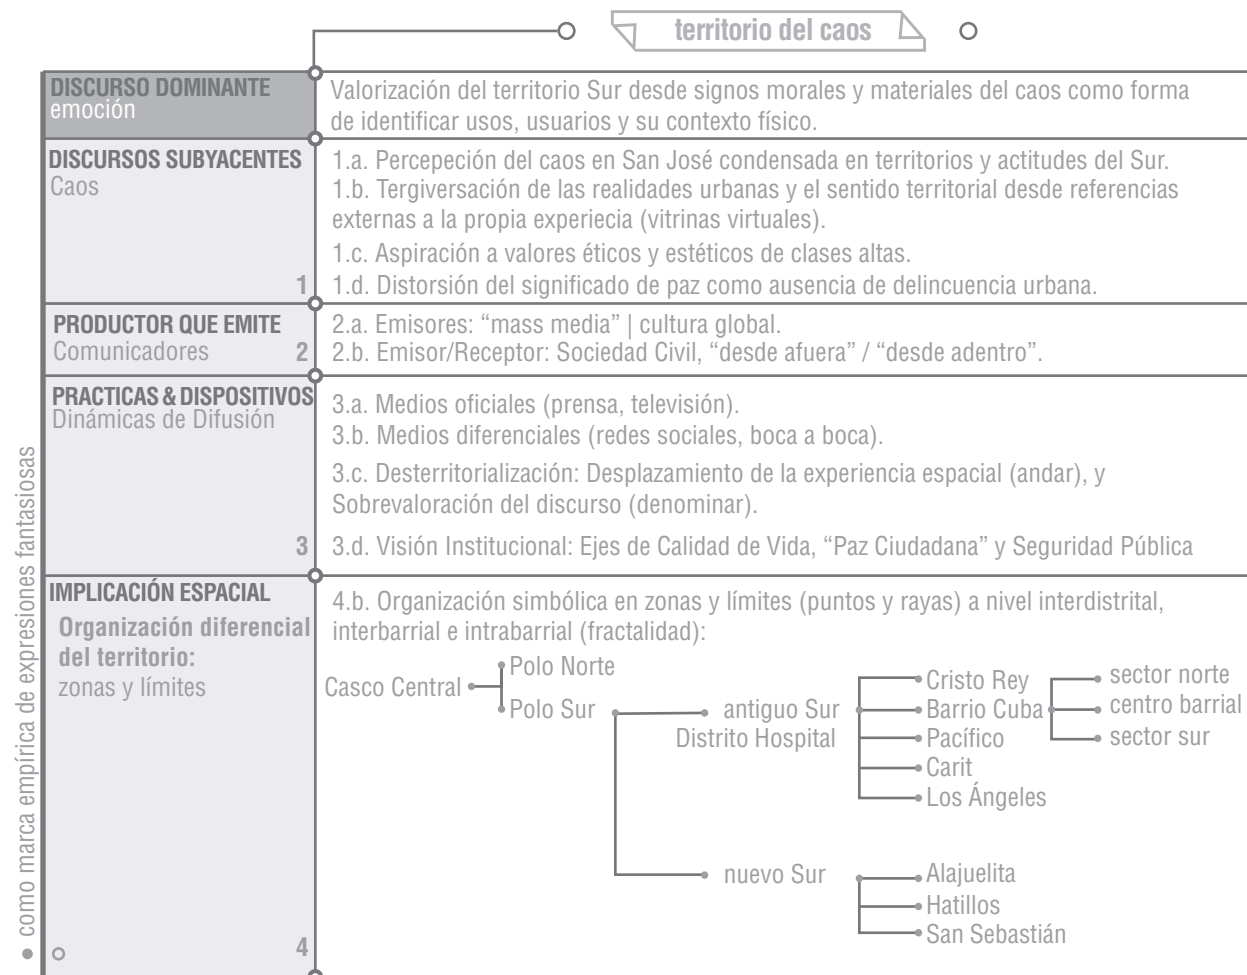 territorio del caos
DISCURSO DOMINANTE
emoción
Valorización del territorio Sur desde signos morales y materiales del caos como forma
de identificar usos, usuarios y su contexto físico.
DISCURSOS SUBYACENTES
Caos
1
1.a. Percepeción del caos en San José condensada en territorios y actitudes del Sur.
1.b. Tergiversación de las realidades urbanas y el sentido territorial desde referencias
externas a la propia experiecia (vitrinas virtuales).
1.c. Aspiración a valores éticos y estéticos de clases altas.
1.d. Distorsión del significado de paz como ausencia de delincuencia urbana.
PRODUCTOR QUE EMITE
Comunicadores 2
2.a. Emisores: “mass media” | cultura global.
2.b. Emisor/Receptor: Sociedad Civil, “desde afuera” / “desde adentro”.
PRACTICAS & DISPOSITIVOS
Dinámicas de Difusión
3
3.a. Medios oficiales (prensa, televisión).
3.b. Medios diferenciales (redes sociales, boca a boca).
3.c. Desterritorialización: Desplazamiento de la experiencia espacial (andar), y
Sobrevaloración del discurso (denominar).
3.d. Visión Institucional: Ejes de Calidad de Vida, “Paz Ciudadana” y Seguridad Pública
IMPLICACIÓN ESPACIAL
Organización diferencial
del territorio:
zonas y límites
4
4.b. Organización simbólica en zonas y límites (puntos y rayas) a nivel interdistrital,
interbarrial e intrabarrial (fractalidad):
Casco Central
Polo Norte
Polo Sur
antiguo Sur
Distrito Hospital
Cristo Rey
Barrio Cuba
Pacífico
Carit
Los Ángeles
sector norte
centro barrial
sector sur
nuevo Sur
Alajuelita
Hatillos
San Sebastián
como marca empírica de expresiones fantasiosas